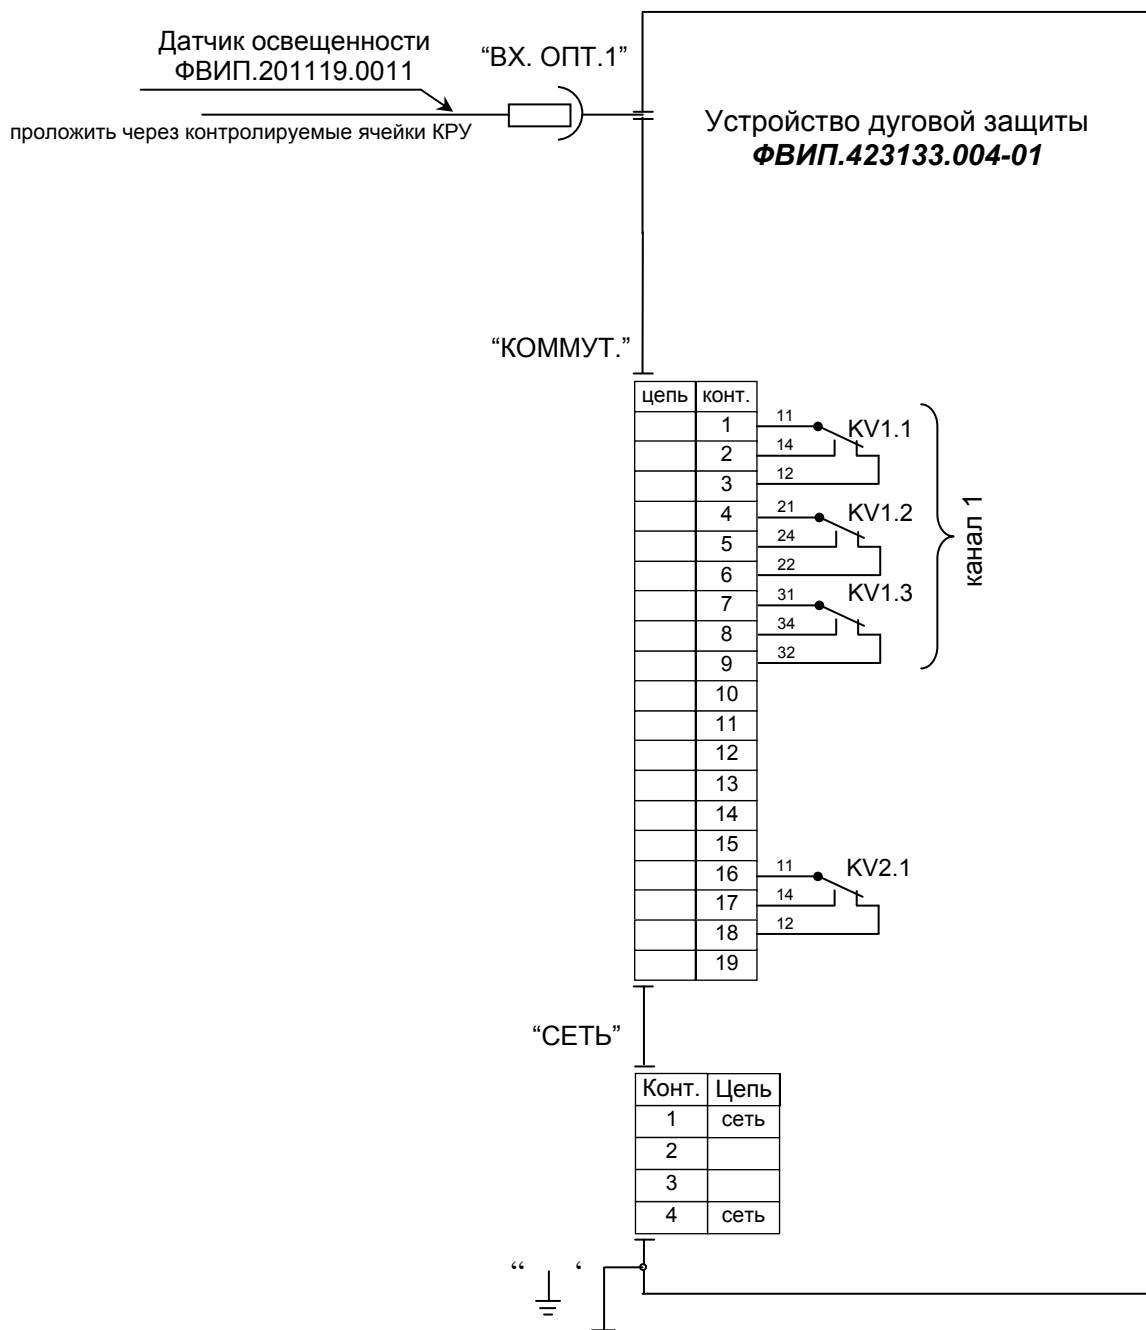 Датчик освещенности
ФВИП.201119.0011
проложить через контролируемые ячейки КРУ
“ВХ. ОПТ.1”
Устройство дуговой защиты
ФВИП.423133.004-01
“КОММУТ.”
цепь конт.
1 11 KV1.1
2 14
3 12
4 21 KV1.2
5 24
6 22
7 31 KV1.3
8 34
9 32
канал 1
10
11
12
13
14
15
16 11 KV2.1
17 14
18 12
19
“СЕТЬ”
Конт. Цепь
1 сеть
2
3
4 сеть
“ ‘